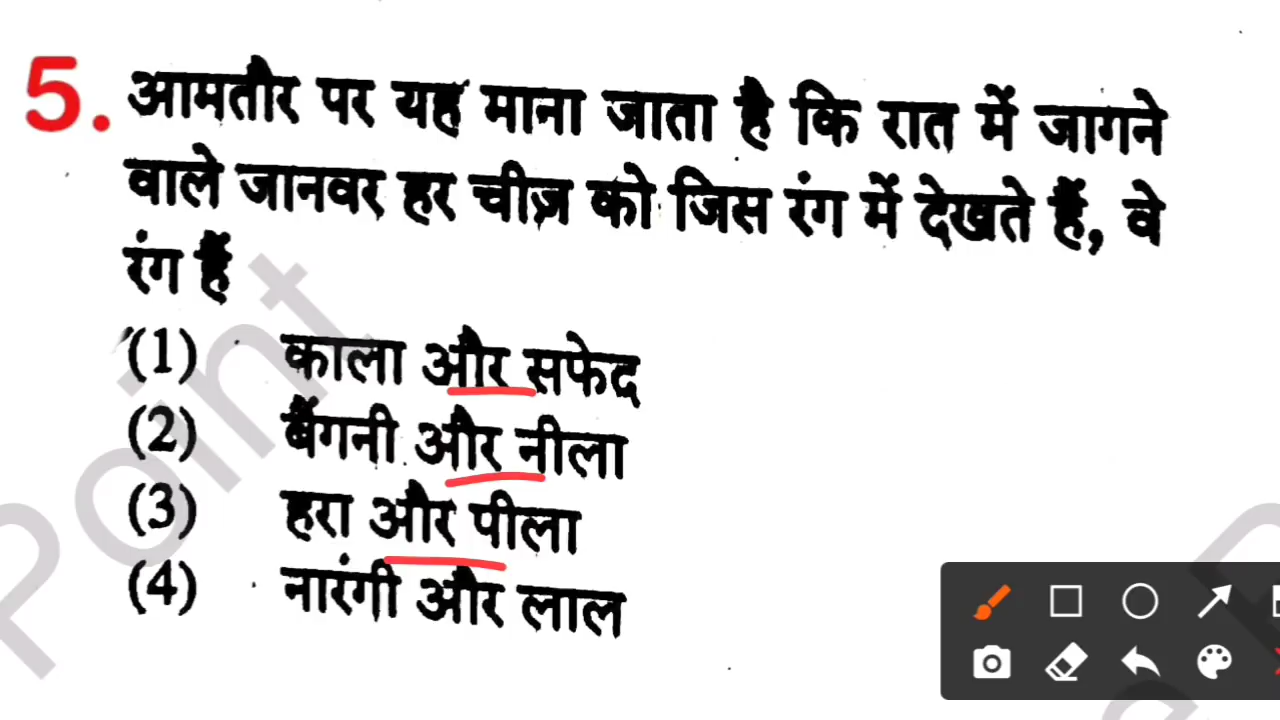 5. आमतौर पर यह माना जाता है कि रात में जागने
वाले जानवर हर चीज़ को जिस रंग में देखते हैं, वे
रंग हैं
(1) काला और सफेद
(2) बैंगनी और नीला
(3) हरा और पीला
(4) नारंगी और लाल
Point